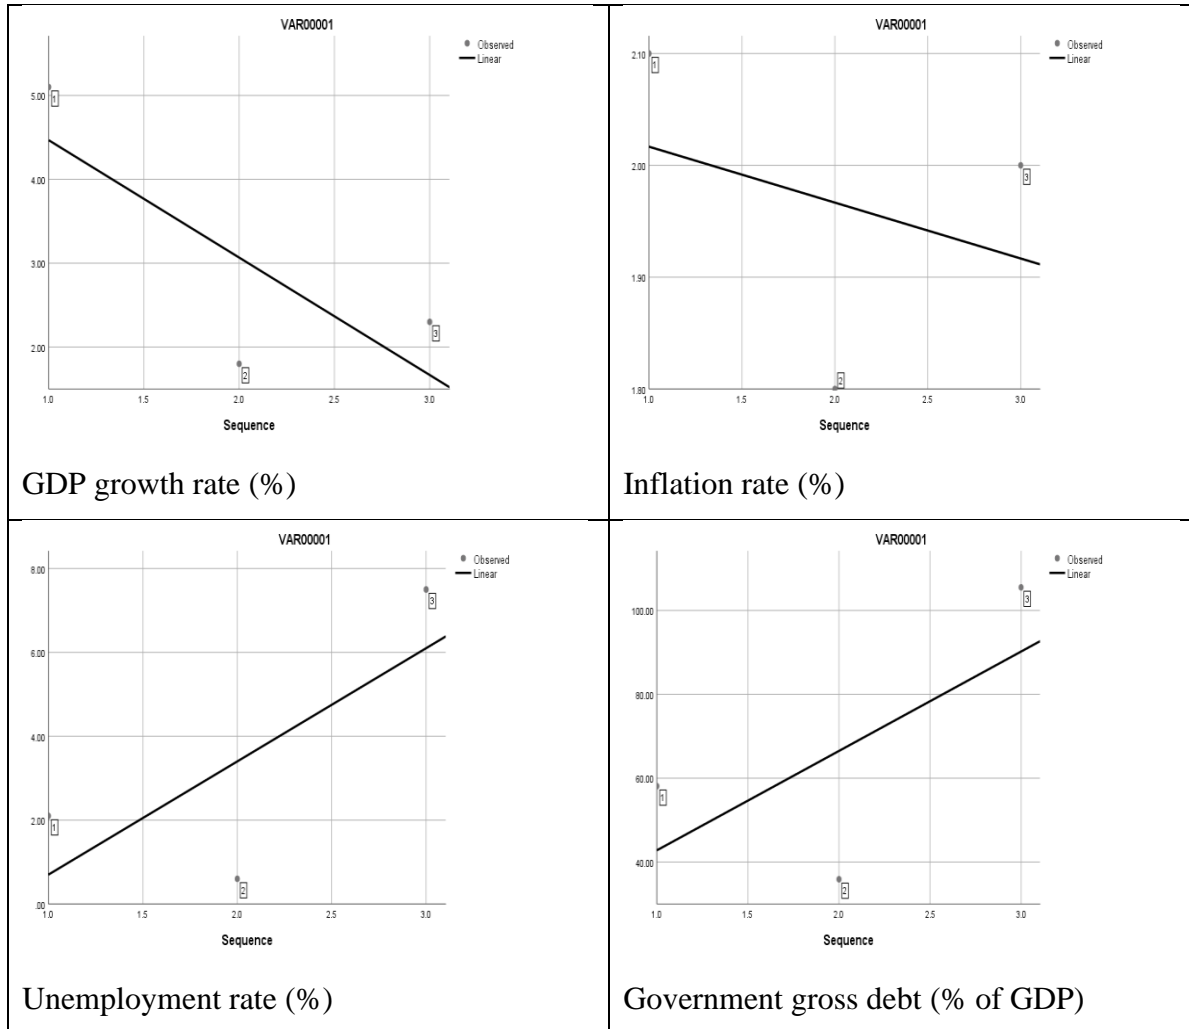 VAR00001
Observed
Linear
5.00
4.00
3.00
2.00
1
2
3
1.0
1.5
2.0
2.5
3.0
Sequence
GDP growth rate (%)
VAR00001
Observed
Linear
2.10
2.00
1.90
1.80
1
2
3
1.0
1.5
2.0
2.5
3.0
Sequence
Inflation rate (%)
VAR00001
Observed
Linear
8.00
6.00
4.00
2.00
.00
1
2
3
1.0
1.5
2.0
2.5
3.0
Sequence
Unemployment rate (%)
VAR00001
Observed
Linear
100.00
80.00
60.00
40.00
1
2
3
1.0
1.5
2.0
2.5
3.0
Sequence
Government gross debt (% of GDP)